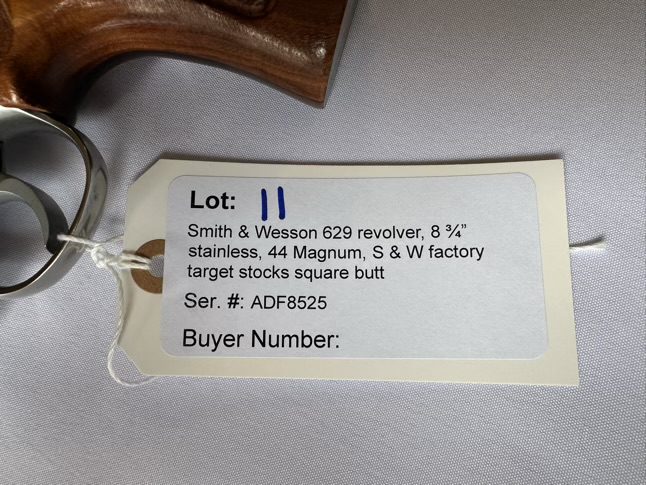 Lot: 11
Smith & Wesson 629 revolver, 8 ¾”
stainless, 44 Magnum, S & W factory
target stocks square butt
Ser. #: ADF8525
Buyer Number: